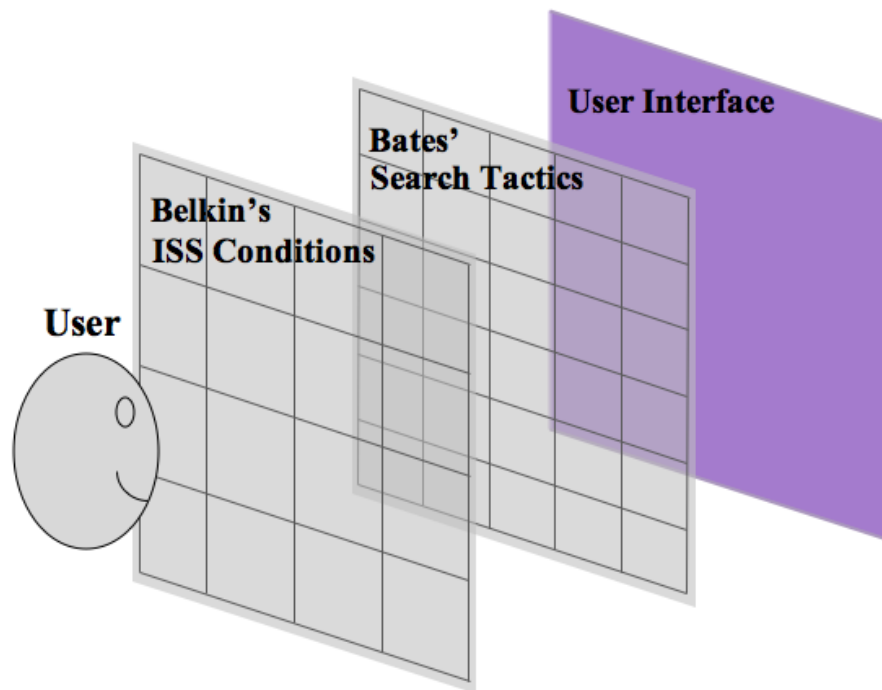 User Interface
Bates’
Search Tactics
Belkin’s
ISS Conditions
User